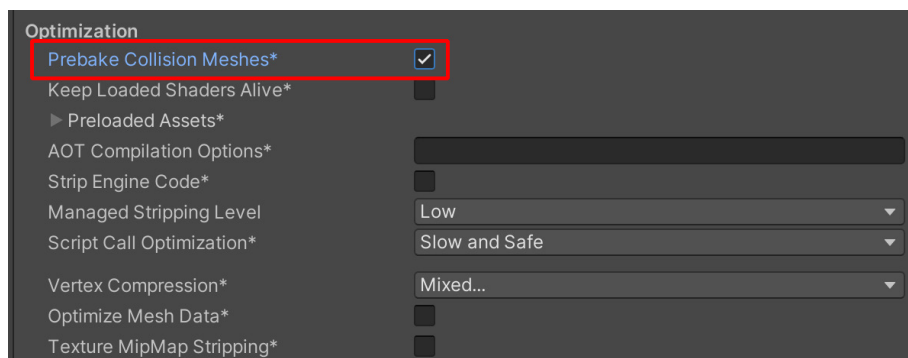 Optimization
Prebake Collision Meshes*
Keep Loaded Shaders Alive*
Preloaded Assets*
AOT Compilation Options*
Strip Engine Code*
Managed Stripping Level Low
Script Call Optimization* Slow and Safe
Vertex Compression* Mixed...
Optimize Mesh Data*
Texture MipMap Stripping*